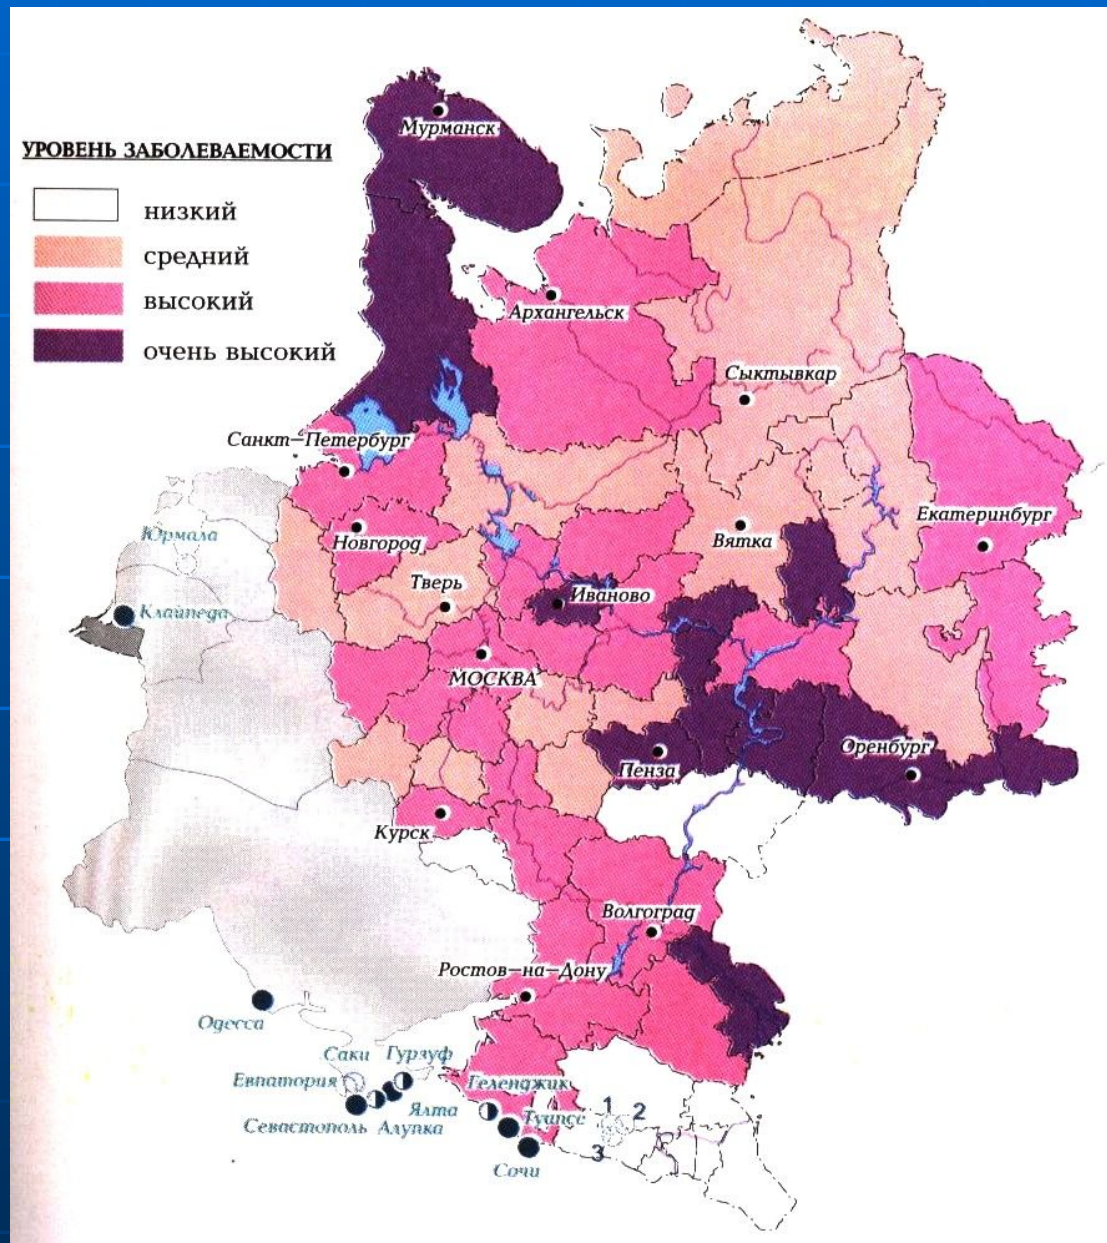 УРОВЕНЬ ЗАБОЛЕВАЕМОСТИ
низкий
средний
высокий
очень высокий
Мурманск
Архангельск
Сыктывкар
Санкт-Петербург
Екатеринбург
Новгород
Вятка
Юрмала
Тверь
Иваново
Клайпеда
МОСКВА
Оренбург
Пенза
Курск
Волгоград
Ростов-на-Дону
Одесса
Саки
Гурзуф
Евпатория
Геленджик
Ялта
Туапсе
1
2
Севастополь
Алупка
3
Сочи